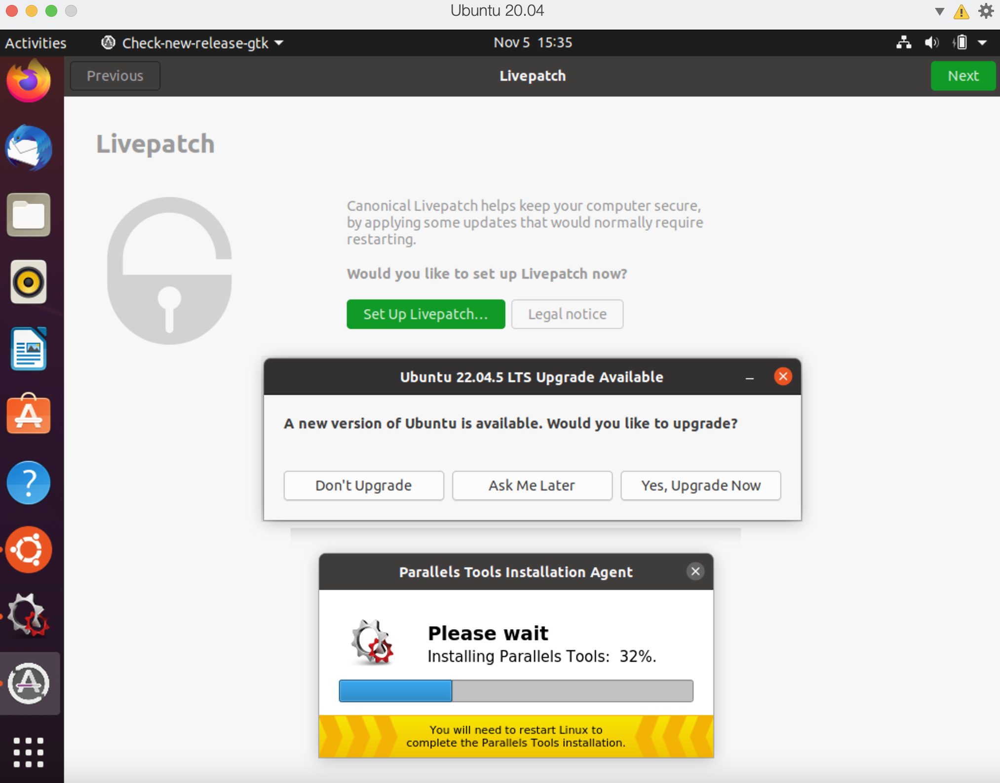 Ubuntu 20.04
Activities
Check-new-release-gtk
Nov 5 15:35
Previous
Livepatch
Next
Livepatch
Canonical Livepatch helps keep your computer secure,
by applying some updates that would normally require
restarting.
Would you like to set up Livepatch now?
Set Up Livepatch...
Legal notice
Ubuntu 22.04.5 LTS Upgrade Available
A new version of Ubuntu is available. Would you like to upgrade?
Don't Upgrade
Ask Me Later
Yes, Upgrade Now
Parallels Tools Installation Agent
Please wait
Installing Parallels Tools: 32%.
You will need to restart Linux to
complete the Parallels Tools installation.